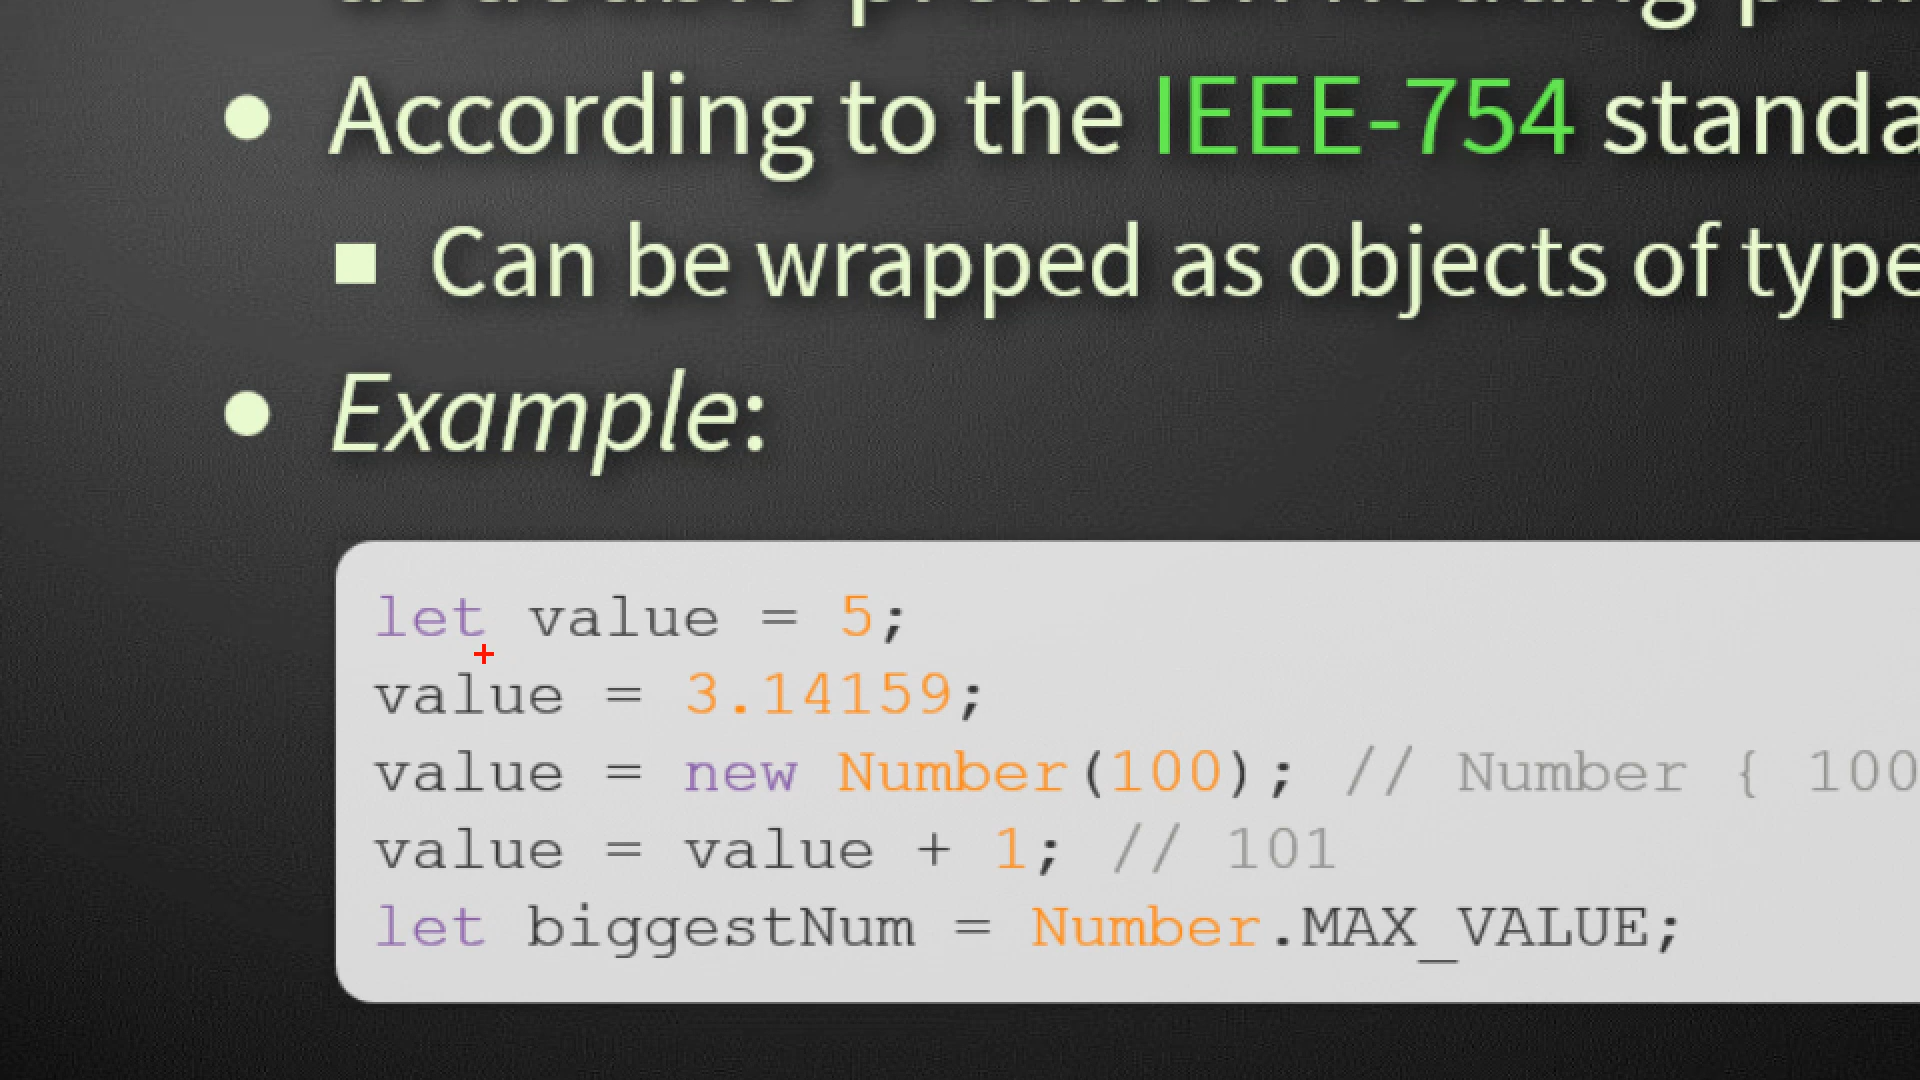 According to the IEEE-754
Can be wrapped as objects of type
Example:
let value = 5;
value = 3.14159;
value = new Number(100); // Number { 100
value = value + 1; // 101
let biggestNum = Number.MAX_VALUE;